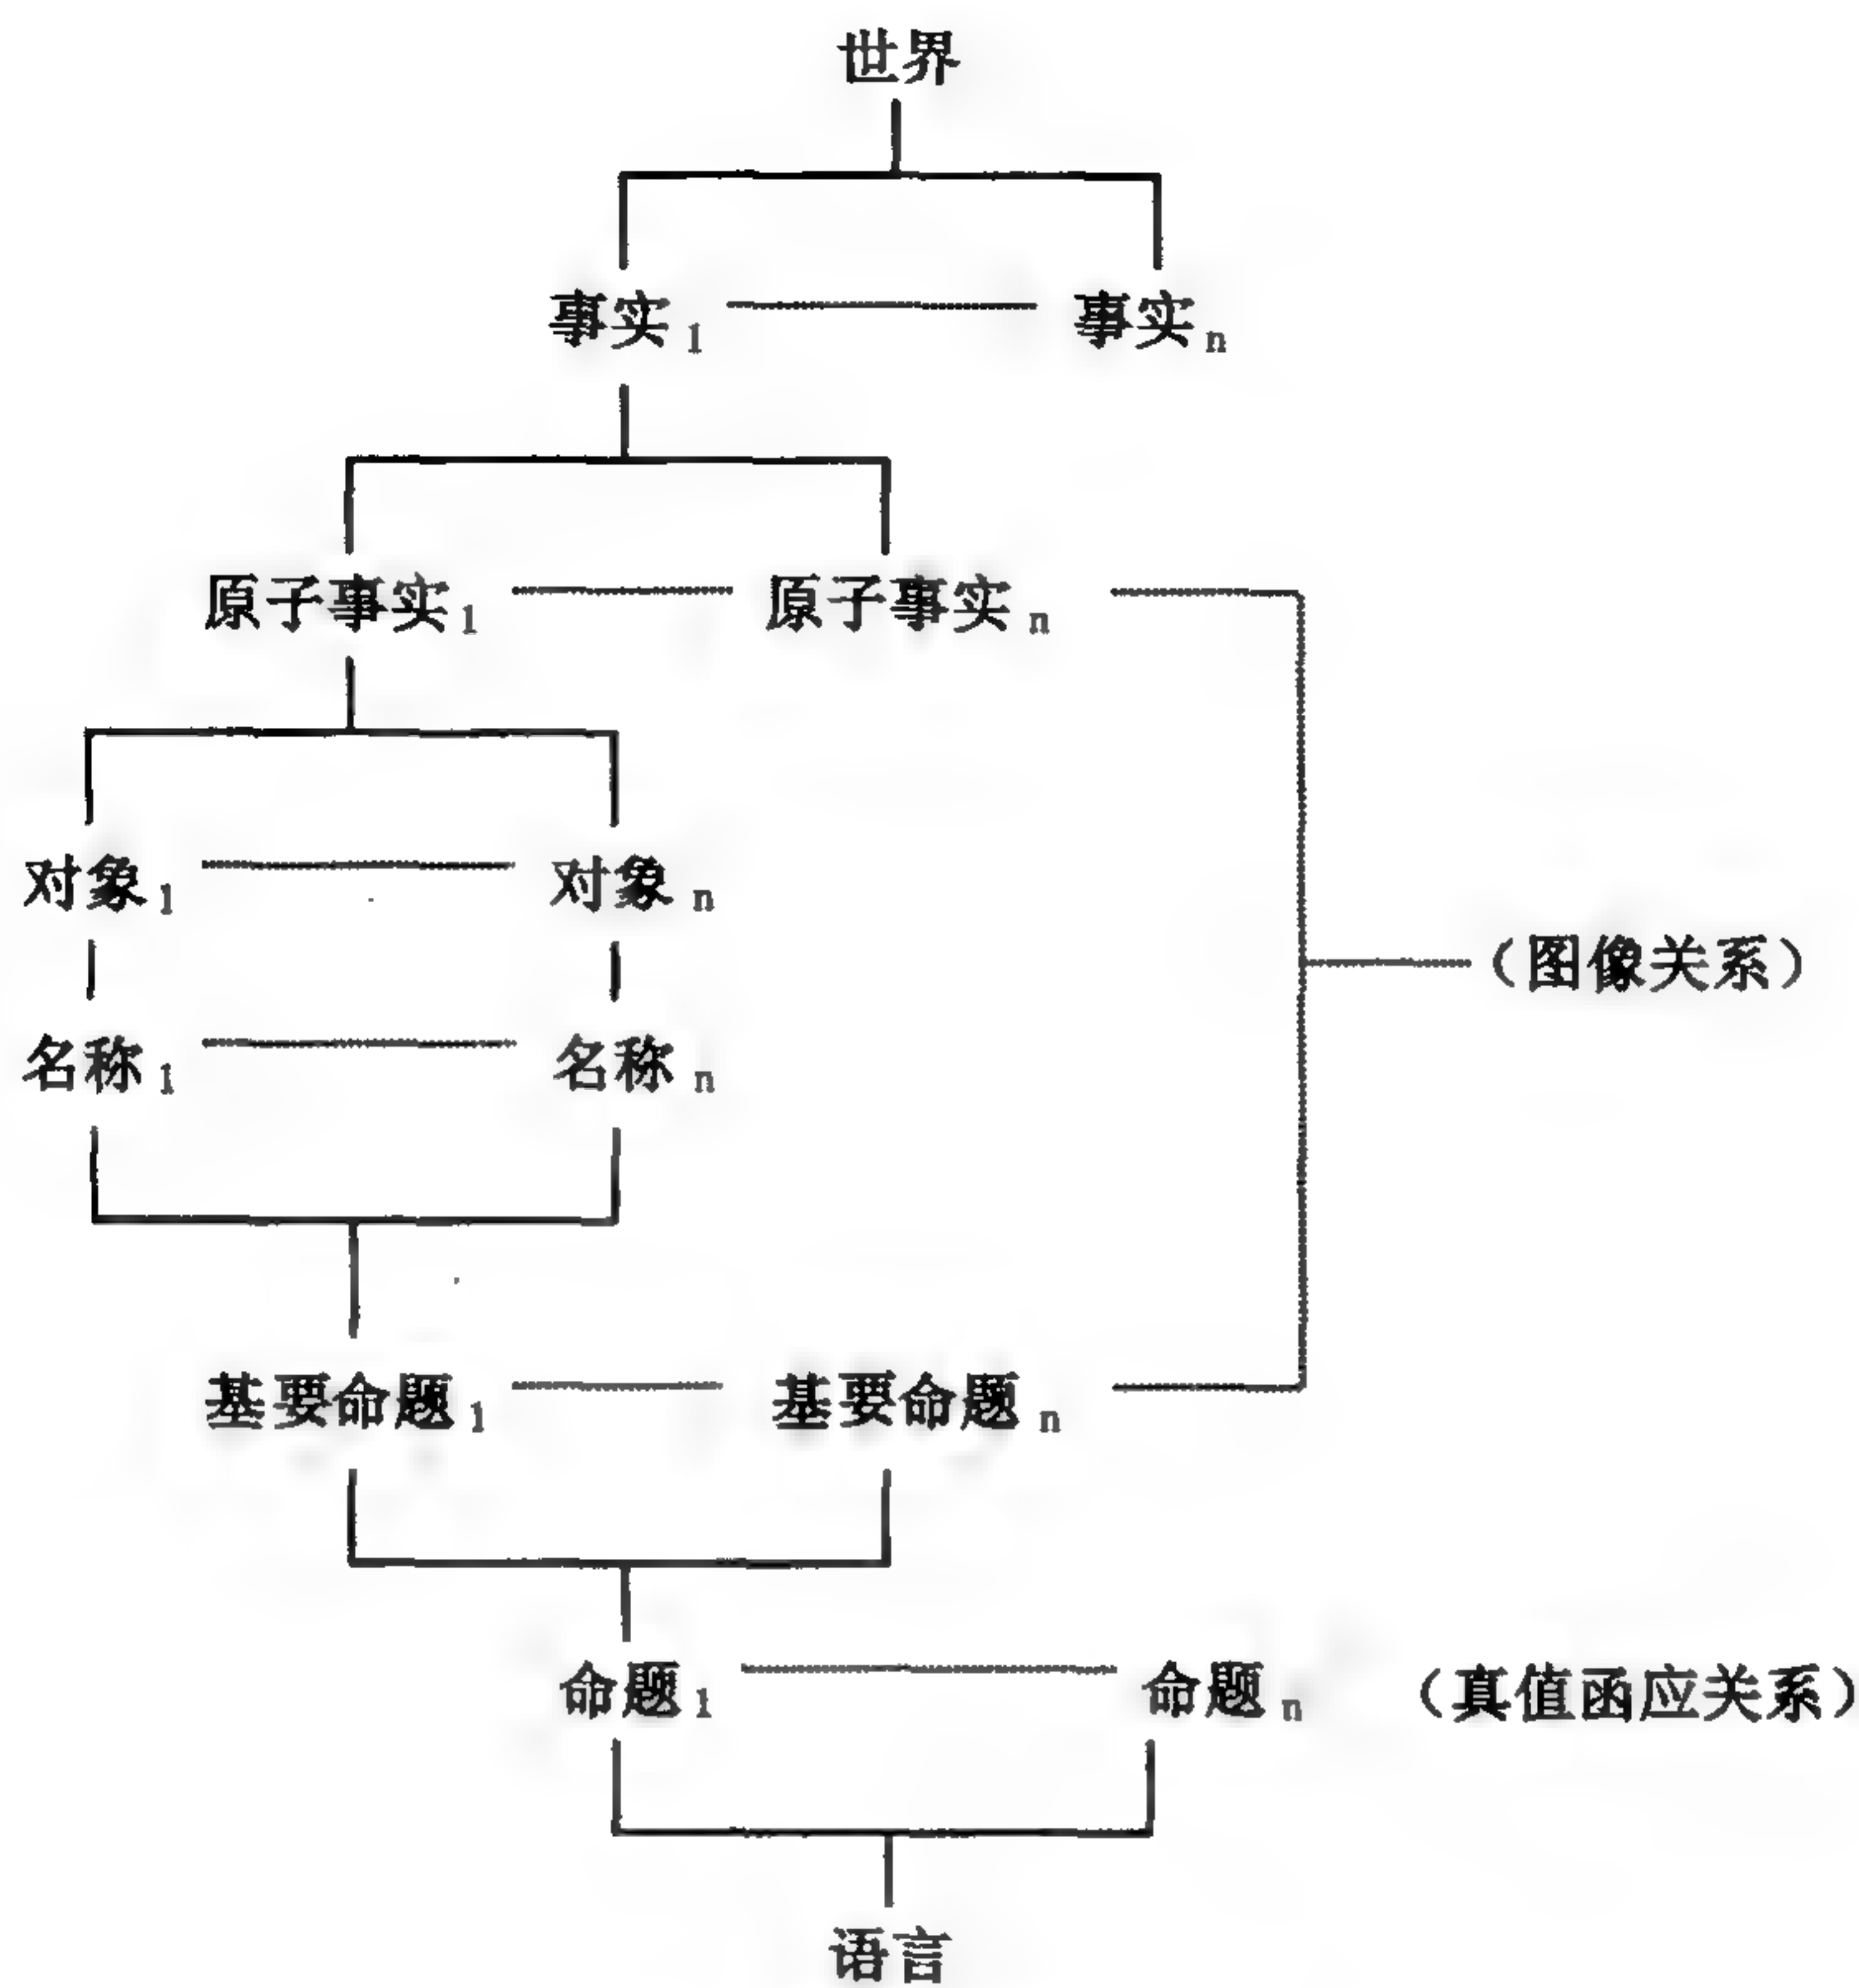 世界
事实1 事实n
原子事实1 原子事实n
对象1 对象n
(图像关系)
名称1 名称n
基要命题1 基要命题n
命题1 命题n (真值函应关系)
语言